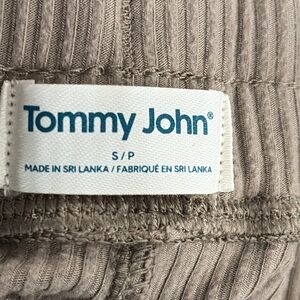 Tommy John®
S / P
MADE IN SRI LANKA / FABRIQUÉ EN SRI LANKA